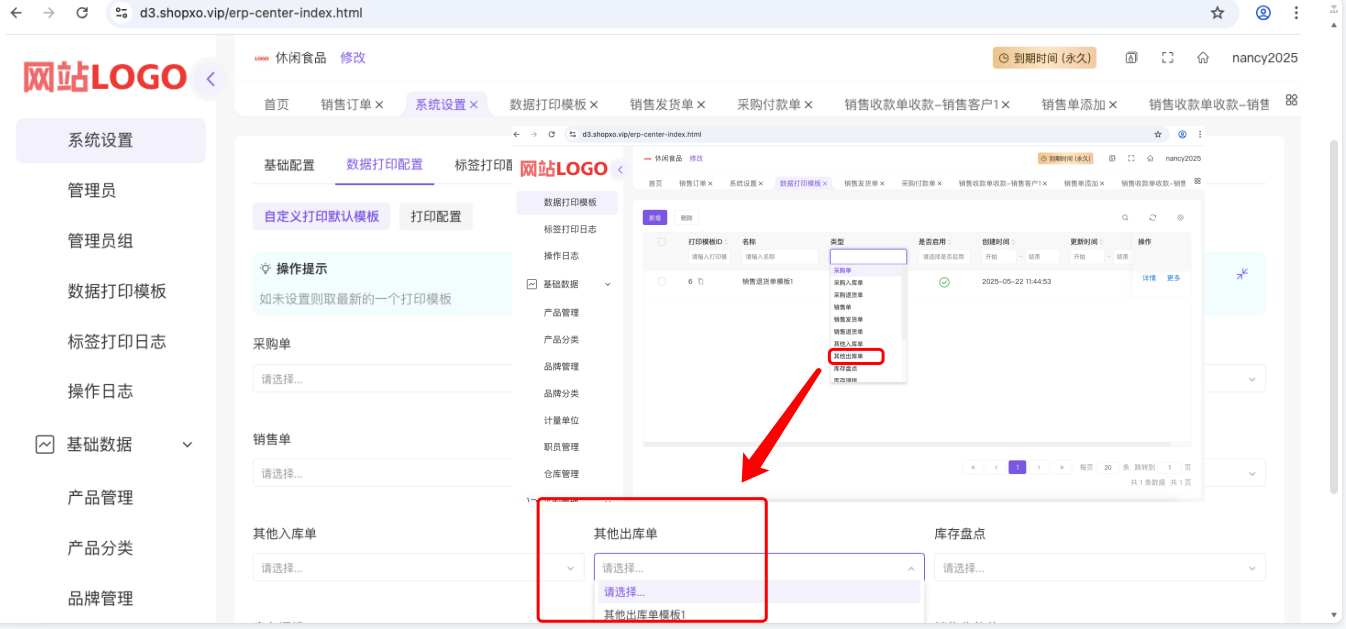 d3.shopxo.vip/erp-center-index.html
网站LOGO
LOGO 休闲食品 修改
到期时间 (永久)
nancy2025
首页 销售订单 × 系统设置 × 数据打印模板 × 销售发货单 × 采购付款单 × 销售收款单收款-销售客户1 × 销售单添加 × 销售收款单收款-销售
系统设置
管理员
管理员组
数据打印模板
标签打印日志
操作日志
基础数据
产品管理
产品分类
品牌管理
基础配置 数据打印配置 标签打印
自定义打印默认模板 打印配置
操作提示
如未设置则取最新的一个打印模板
采购单
请选择...
销售单
请选择...
其他入库单 其他出库单 库存盘点
请选择... 请选择... 请选择...
请选择...
其他出库单模板1
d3.shopxo.vip/erp-center-index.html
网站LOGO
休闲食品 修改
到期时间 (永久)
nancy2025
首页 销售订单 × 系统设置 × 数据打印模板 × 销售发货单 × 采购付款单 × 销售收款单收款-销售客户1 × 销售单添加 × 销售收款单收款-销售
数据打印模板
标签打印日志
操作日志
基础数据
产品管理
产品分类
品牌管理
品牌分类
计量单位
职员管理
仓库管理
新增 删除
打印模板ID 名称 类型 是否启用 创建时间 更新时间 操作
请输入打印模 请输入名称 请选择是否启用 开始 - 结束 开始 - 结束
6 销售退货单模板1 2025-05-22 11:44:53 详情 更多
采购单
采购入库单
采购退货单
销售单
销售发货单
销售退货单
其他入库单
其他出库单
库存盘点
库存调拨
« ‹ 1 › » 每页 20 条 跳转到 1 页
共 1 条数据 共 1 页